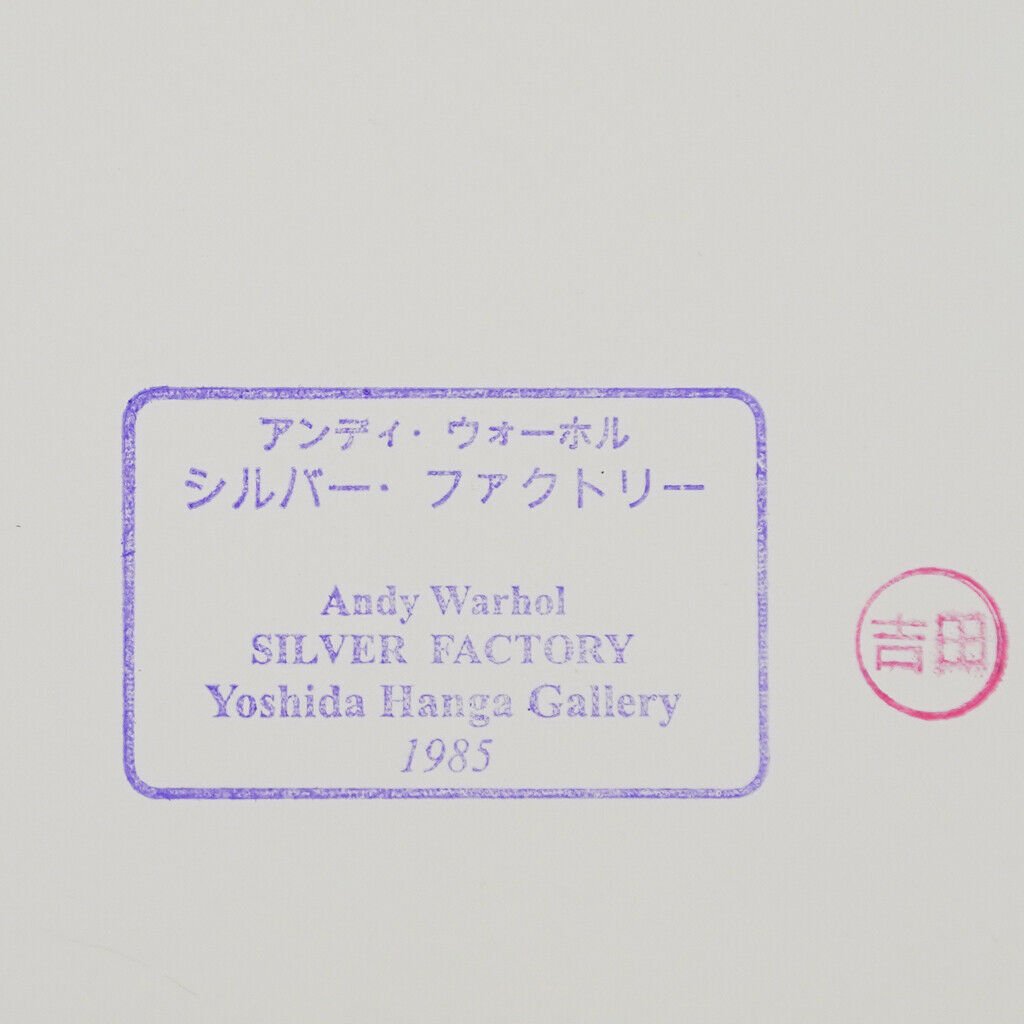 アンディ・ウォーホル
シルバー・ファクトリー
Andy Warhol
SILVER FACTORY
Yoshida Hanga Gallery
1985
吉田